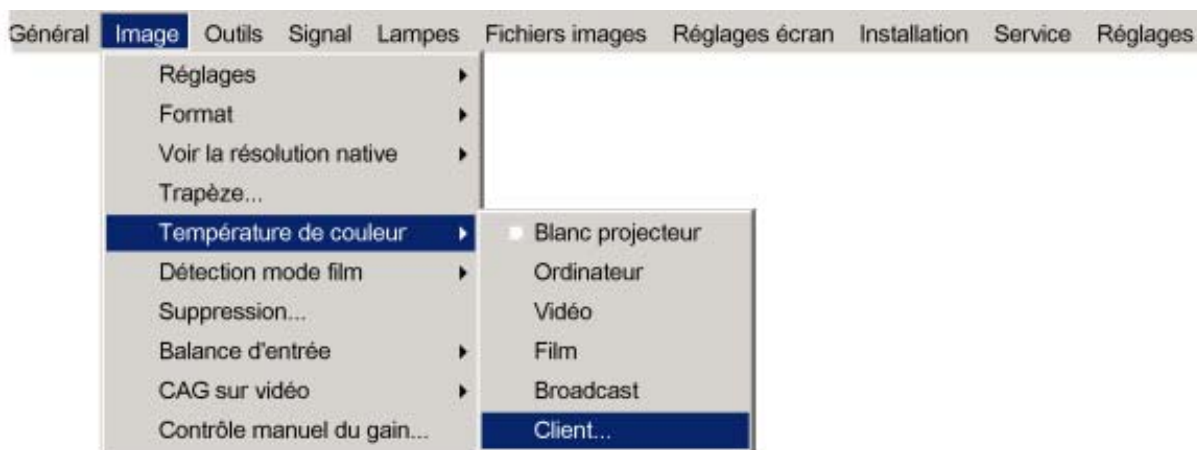 Général Image Outils Signal Lampes Fichiers images Réglages écran Installation Service Réglages
Réglages
Format
Voir la résolution native
Trapèze...
Température de couleur
Détection mode film
Suppression...
Balance d'entrée
CAG sur vidéo
Contrôle manuel du gain...
Blanc projecteur
Ordinateur
Vidéo
Film
Broadcast
Client...